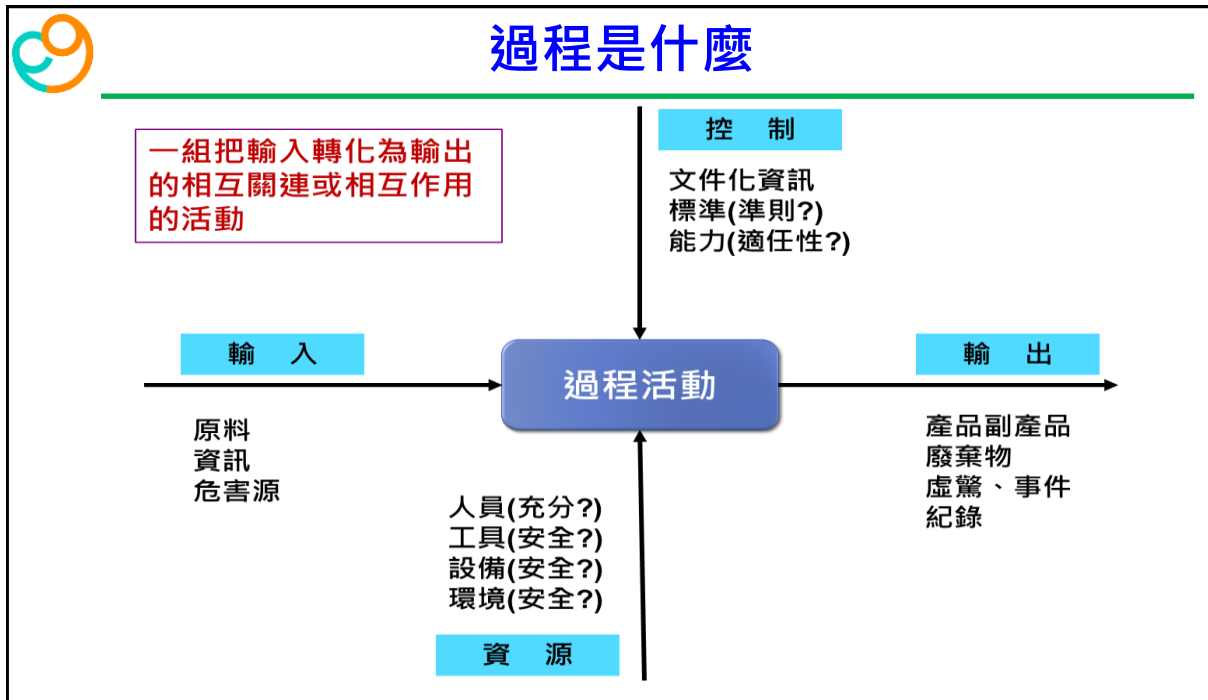 過程是什麼
一組把輸入轉化為輸出
的相互關連或相互作用
的活動
控 制
文件化資訊
標準(準則?)
能力(適任性?)
輸 入
原料
資訊
危害源
過程活動
輸 出
產品副產品
廢棄物
虛驚、事件
紀錄
人員(充分?)
工具(安全?)
設備(安全?)
環境(安全?)
資 源